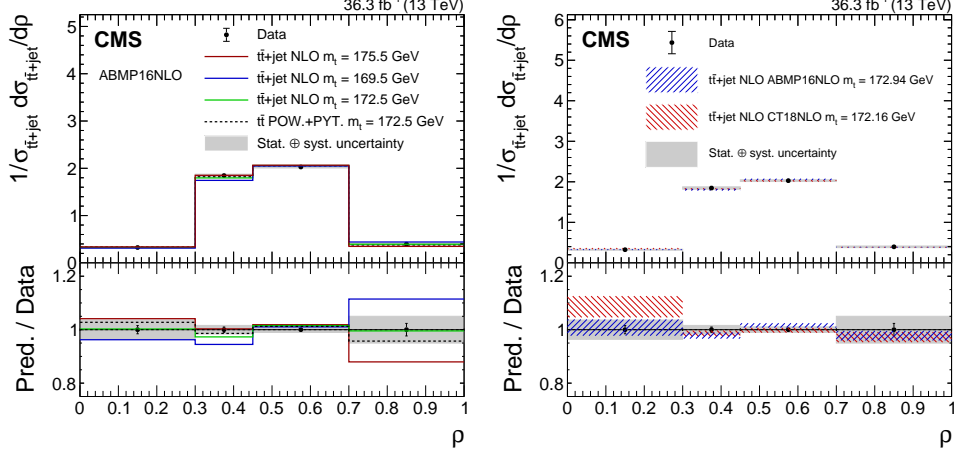 36.3 fb⁻¹ (13 TeV)
CMS
ABMP16NLO
Data
tt̄+jet NLO mₜ = 175.5 GeV
tt̄+jet NLO mₜ = 169.5 GeV
tt̄+jet NLO mₜ = 172.5 GeV
tt̄ POW.+PYT. mₜ = 172.5 GeV
Stat. ⊕ syst. uncertainty
1/σtt̄+jet dσtt̄+jet/dρ
5
4
3
2
1
0
Pred. / Data
1.2
1
0.8
0 0.1 0.2 0.3 0.4 0.5 0.6 0.7 0.8 0.9 1
ρ
36.3 fb⁻¹ (13 TeV)
CMS
Data
tt̄+jet NLO ABMP16NLO mₜ = 172.94 GeV
tt̄+jet NLO CT18NLO mₜ = 172.16 GeV
Stat. ⊕ syst. uncertainty
1/σtt̄+jet dσtt̄+jet/dρ
6
5
4
3
2
1
0
Pred. / Data
1.2
1
0.8
0 0.1 0.2 0.3 0.4 0.5 0.6 0.7 0.8 0.9 1
ρ